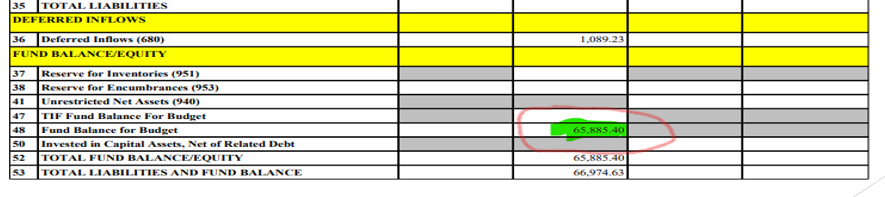 35 TOTAL LIABILITIES
DEFERRED INFLOWS
36 Deferred Inflows (680) 1,089.23
FUND BALANCE/EQUITY
37 Reserve for Inventories (951)
38 Reserve for Encumbrances (953)
41 Unrestricted Net Assets (940)
47 TIF Fund Balance For Budget
48 Fund Balance for Budget 65,885.40
50 Invested in Capital Assets, Net of Related Debt
52 TOTAL FUND BALANCE/EQUITY 65,885.40
53 TOTAL LIABILITIES AND FUND BALANCE 66,974.63